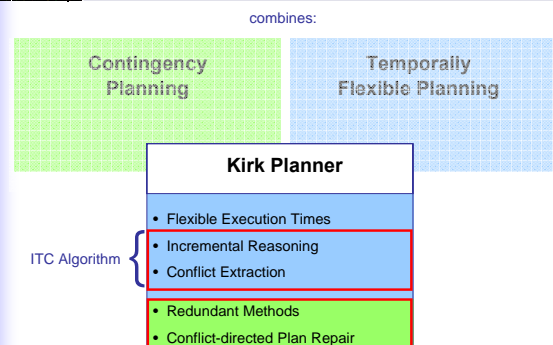 combines:
Contingency
Planning
Temporally
Flexible Planning
Kirk Planner
• Flexible Execution Times
ITC Algorithm
• Incremental Reasoning
• Conflict Extraction
• Redundant Methods
• Conflict-directed Plan Repair